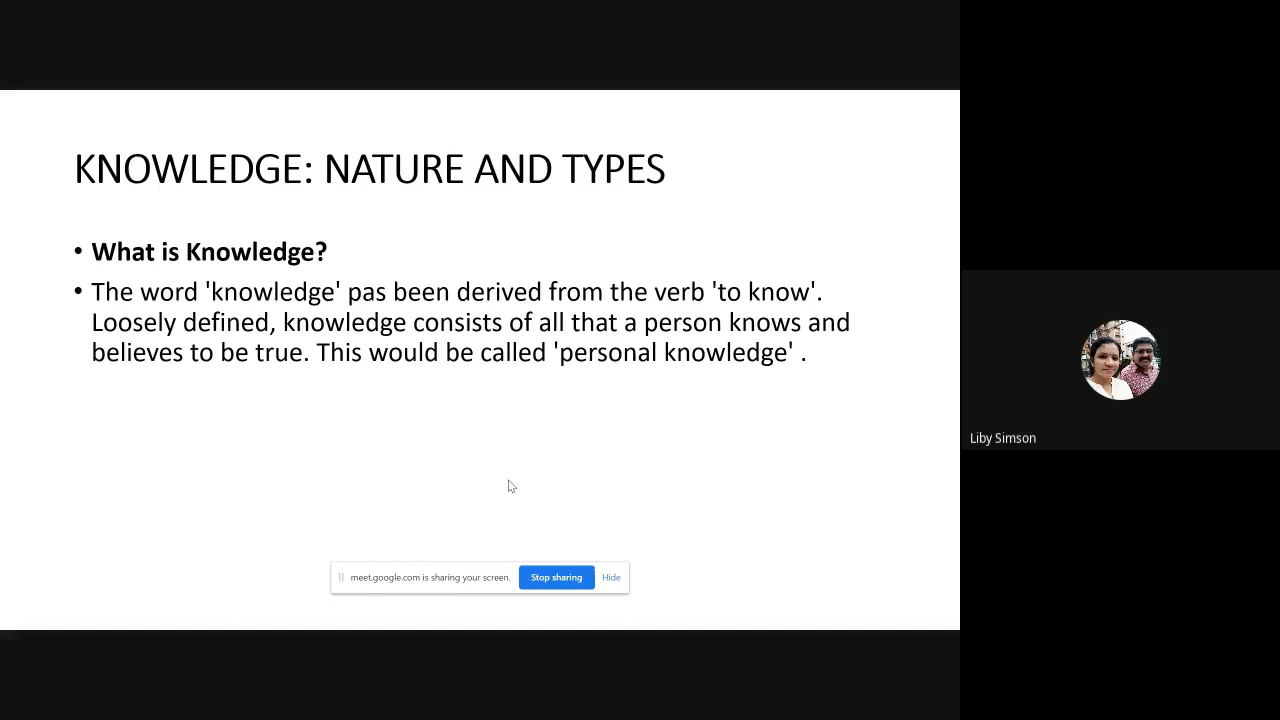 KNOWLEDGE: NATURE AND TYPES
• What is Knowledge?
• The word 'knowledge' pas been derived from the verb 'to know'.
Loosely defined, knowledge consists of all that a person knows and
believes to be true. This would be called 'personal knowledge' .
Liby Simson
meet.google.com is sharing your screen. Stop sharing Hide